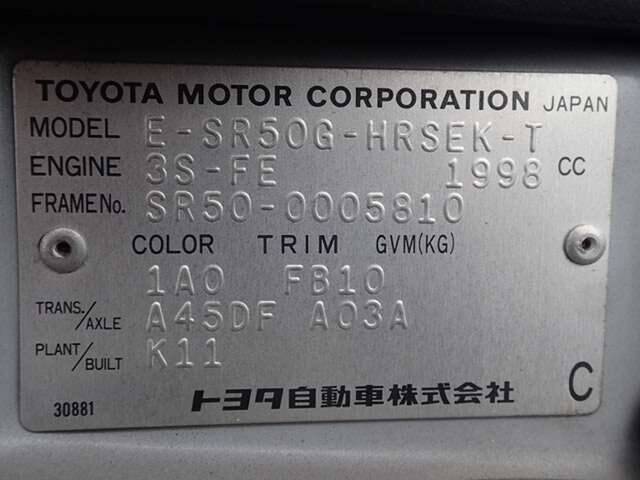 TOYOTA MOTOR CORPORATION JAPAN
MODEL E-SR50G-HRSEK-T
ENGINE 3S-FE 1998 CC
FRAME No. SR50-0005810
COLOR TRIM GVM(KG)
1A0 FB10
TRANS./AXLE A45DF A03A
PLANT/BUILT K11
30881 トヨタ自動車株式会社 C